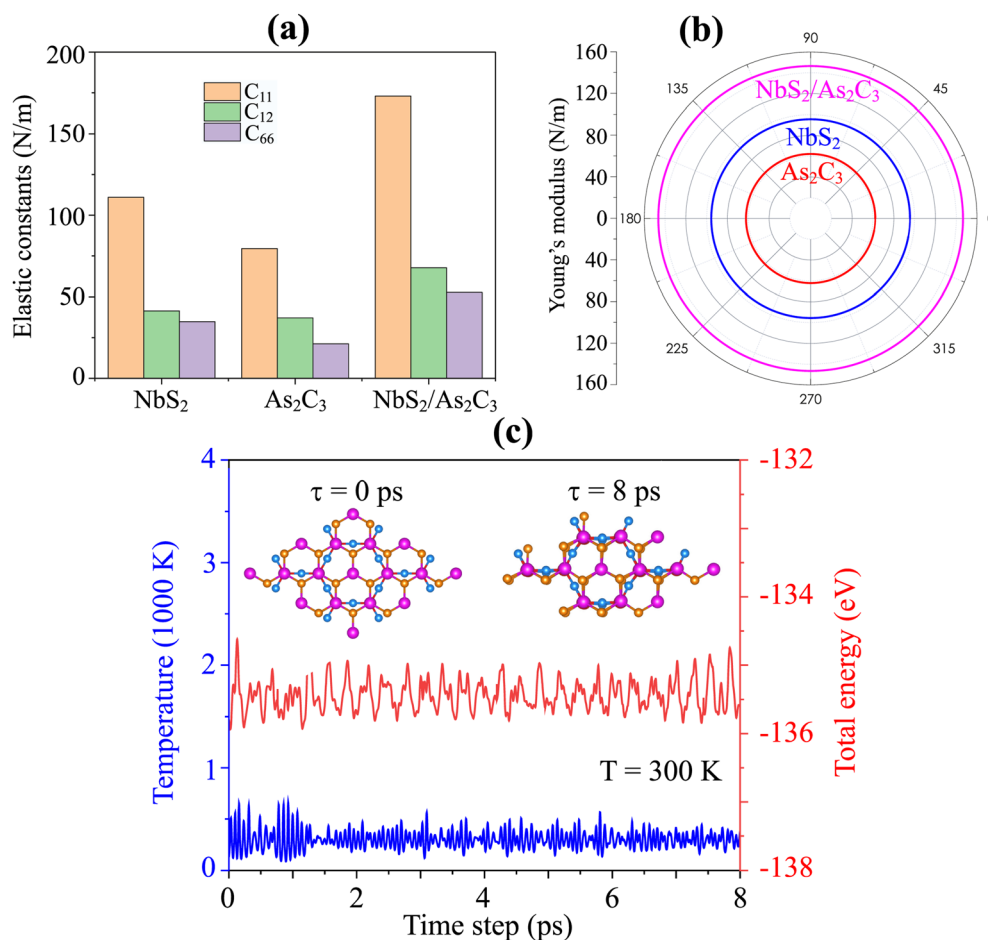 (a)
Elastic constants (N/m)
200
150
100
50
0
C₁₁
C₁₂
C₆₆
NbS₂
As₂C₃
NbS₂/As₂C₃
(b)
Young's modulus (N/m)
160
120
80
40
0
40
80
120
160
90
45
135
180
225
270
315
NbS₂/As₂C₃
NbS₂
As₂C₃
(c)
Temperature (1000 K)
4
3
2
1
0
τ = 0 ps
τ = 8 ps
T = 300 K
-132
-134
-136
-138
Total energy (eV)
0
2
4
6
8
Time step (ps)